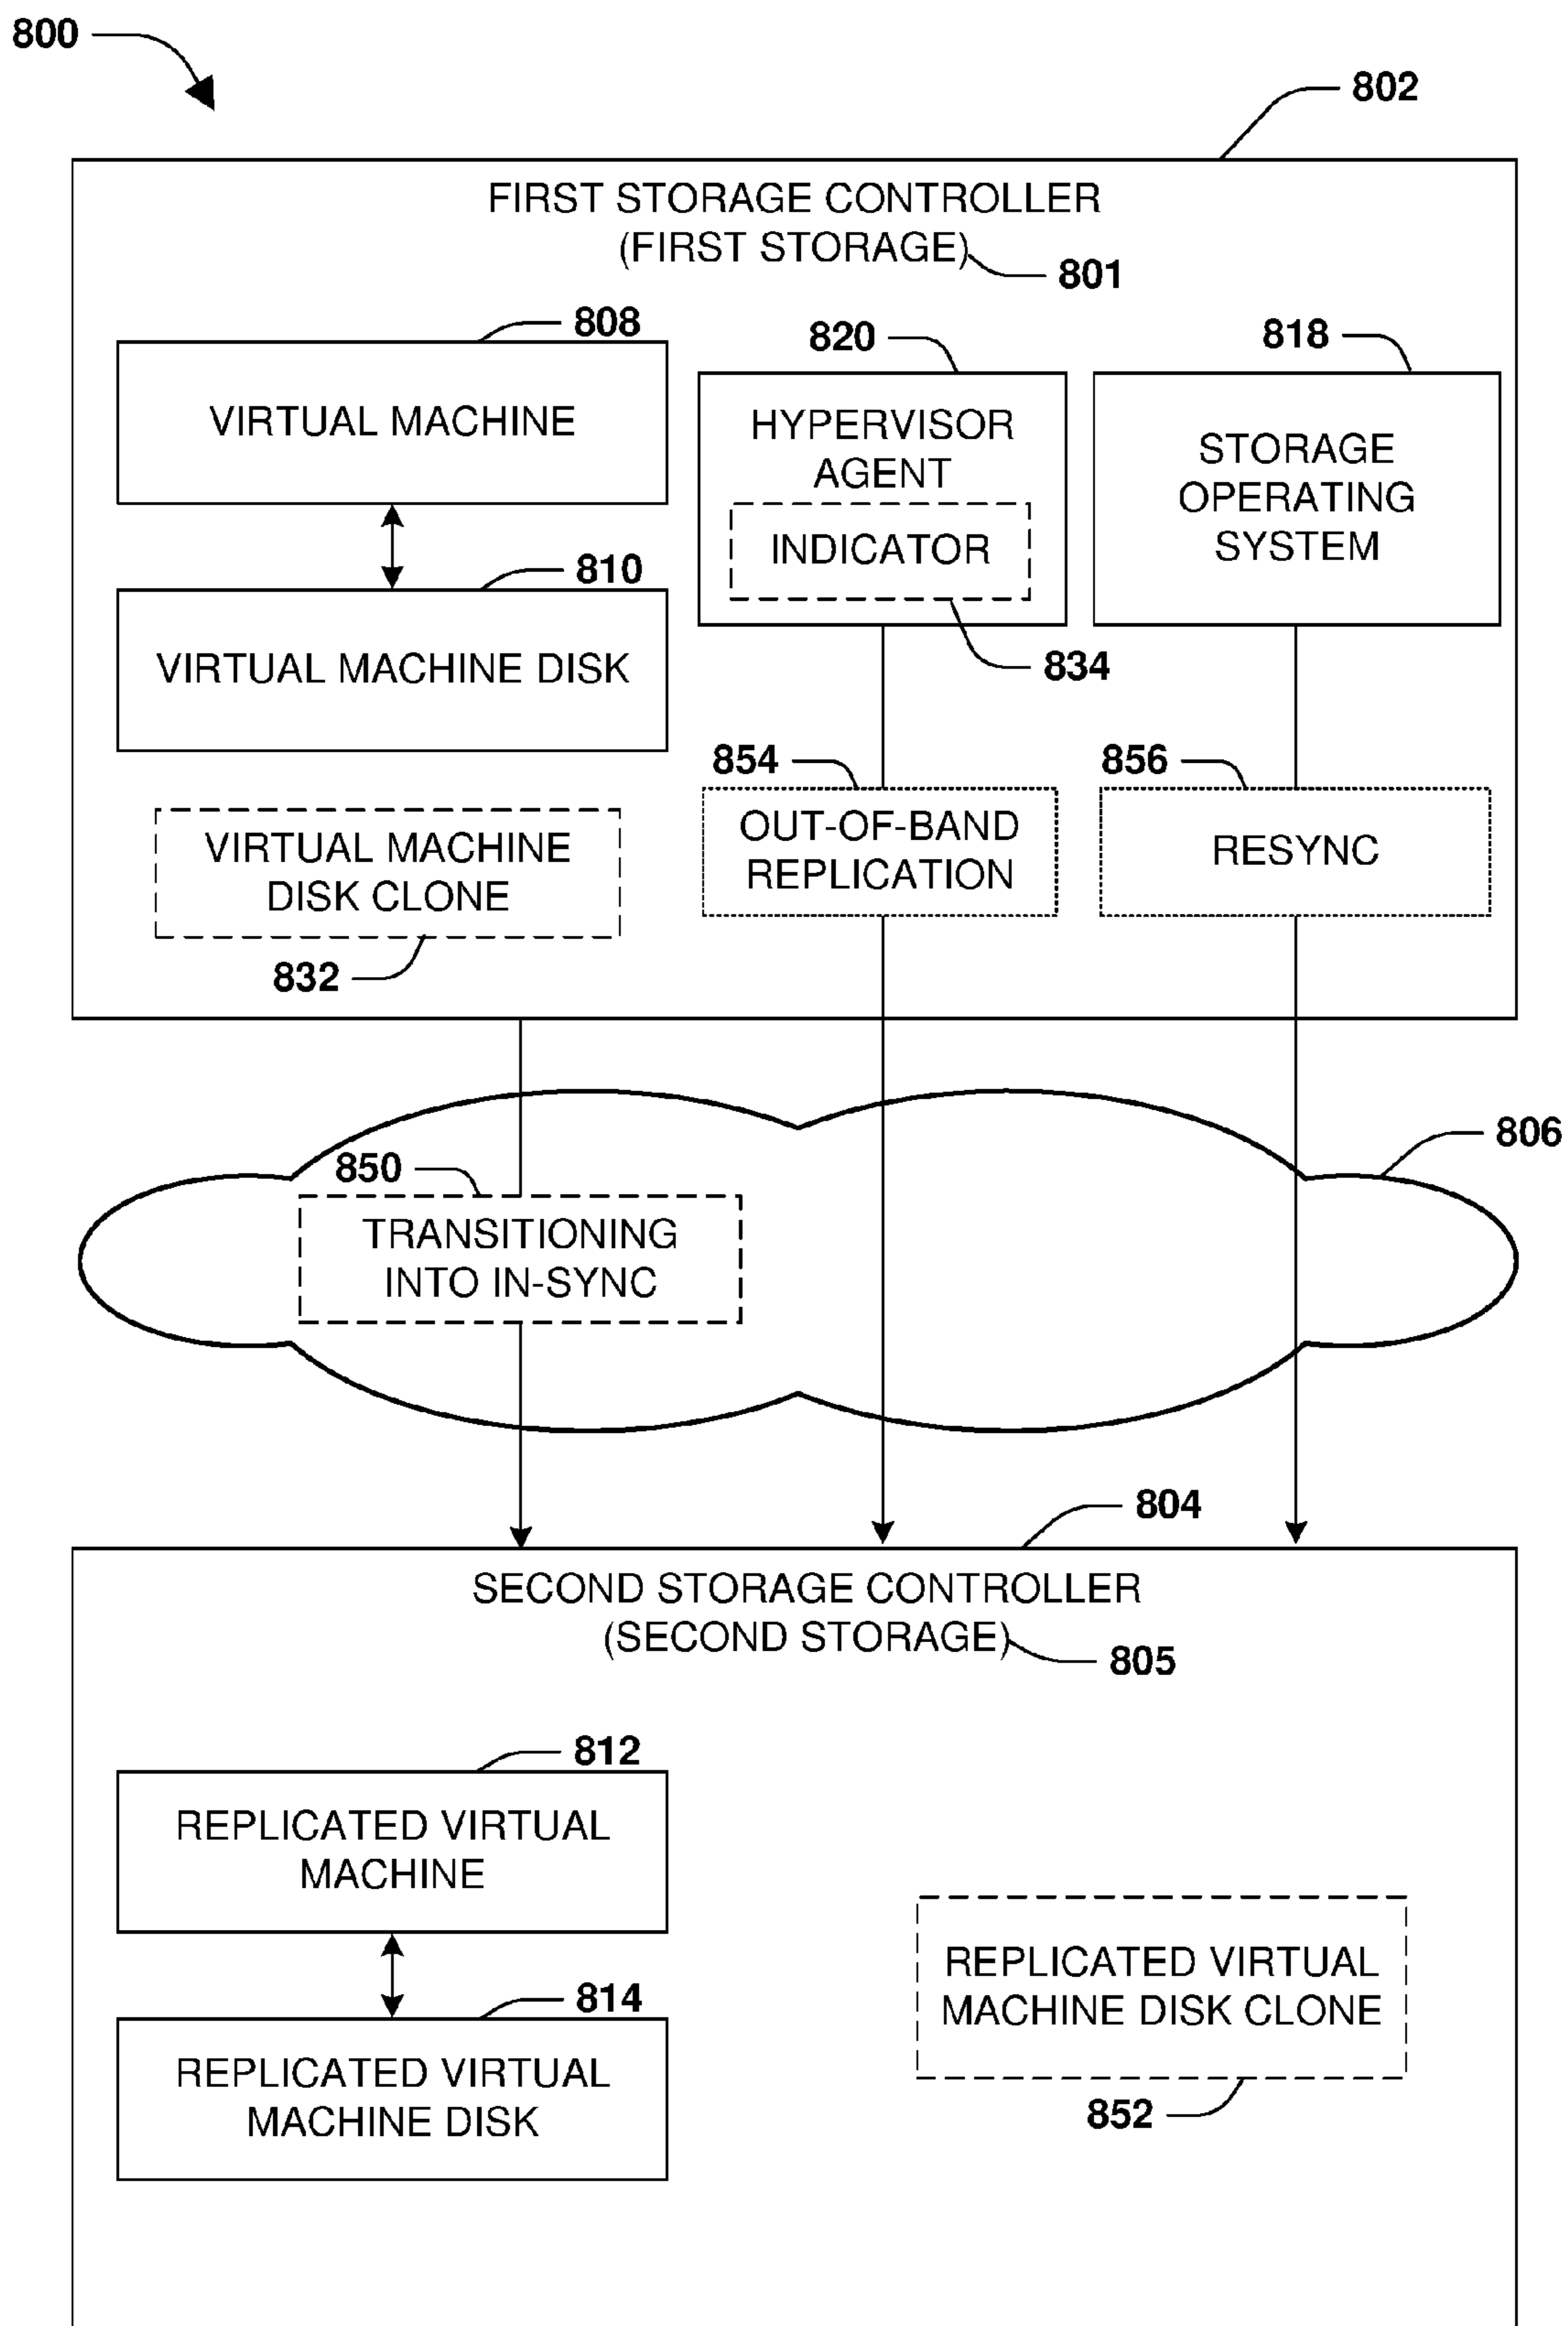 800
802
FIRST STORAGE CONTROLLER
(FIRST STORAGE)
801
808
VIRTUAL MACHINE
820
HYPERVISOR
AGENT
INDICATOR
834
818
STORAGE
OPERATING
SYSTEM
810
VIRTUAL MACHINE DISK
VIRTUAL MACHINE
DISK CLONE
832
854
OUT-OF-BAND
REPLICATION
856
RESYNC
806
850
TRANSITIONING
INTO IN-SYNC
804
SECOND STORAGE CONTROLLER
(SECOND STORAGE)
805
812
REPLICATED VIRTUAL
MACHINE
814
REPLICATED VIRTUAL
MACHINE DISK
REPLICATED VIRTUAL
MACHINE DISK CLONE
852